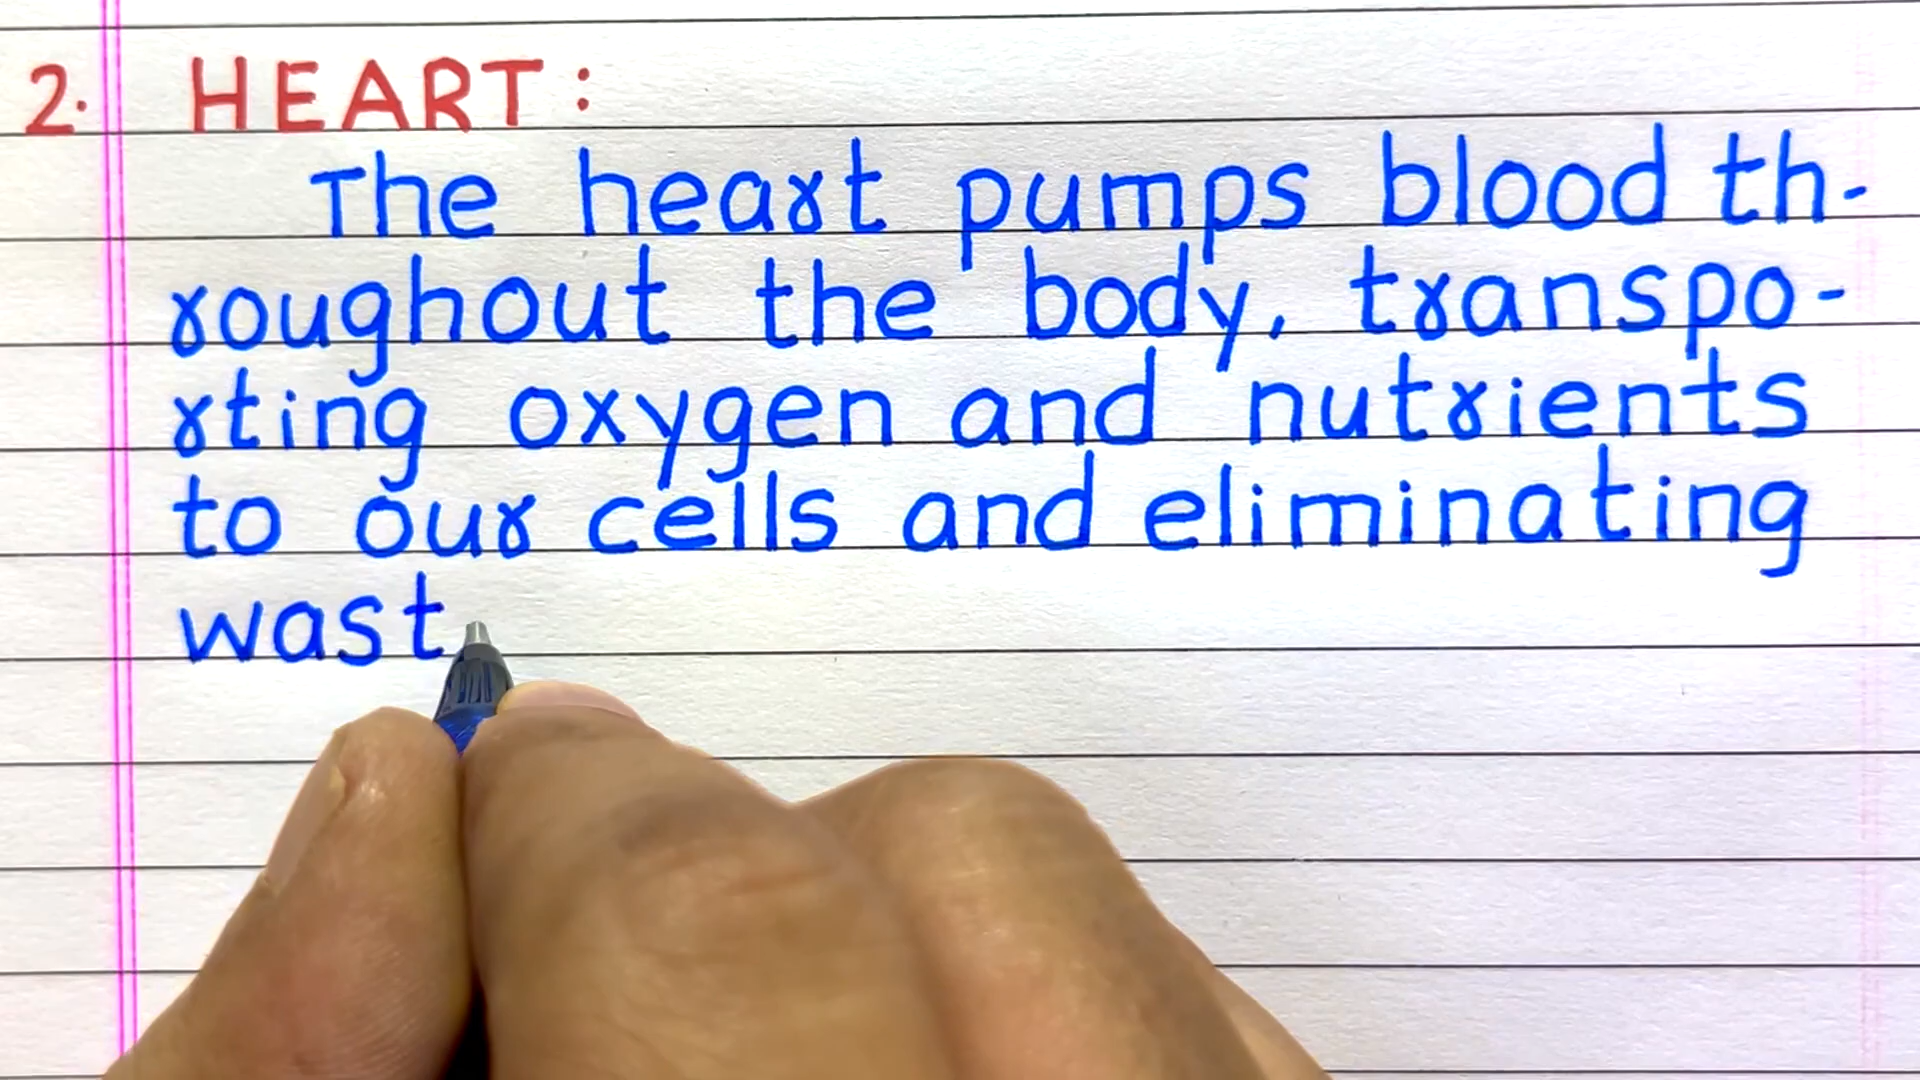 2. HEART:
The heart pumps blood th-
roughout the body, transpo-
rting oxygen and nutrients
to our cells and eliminating
wast